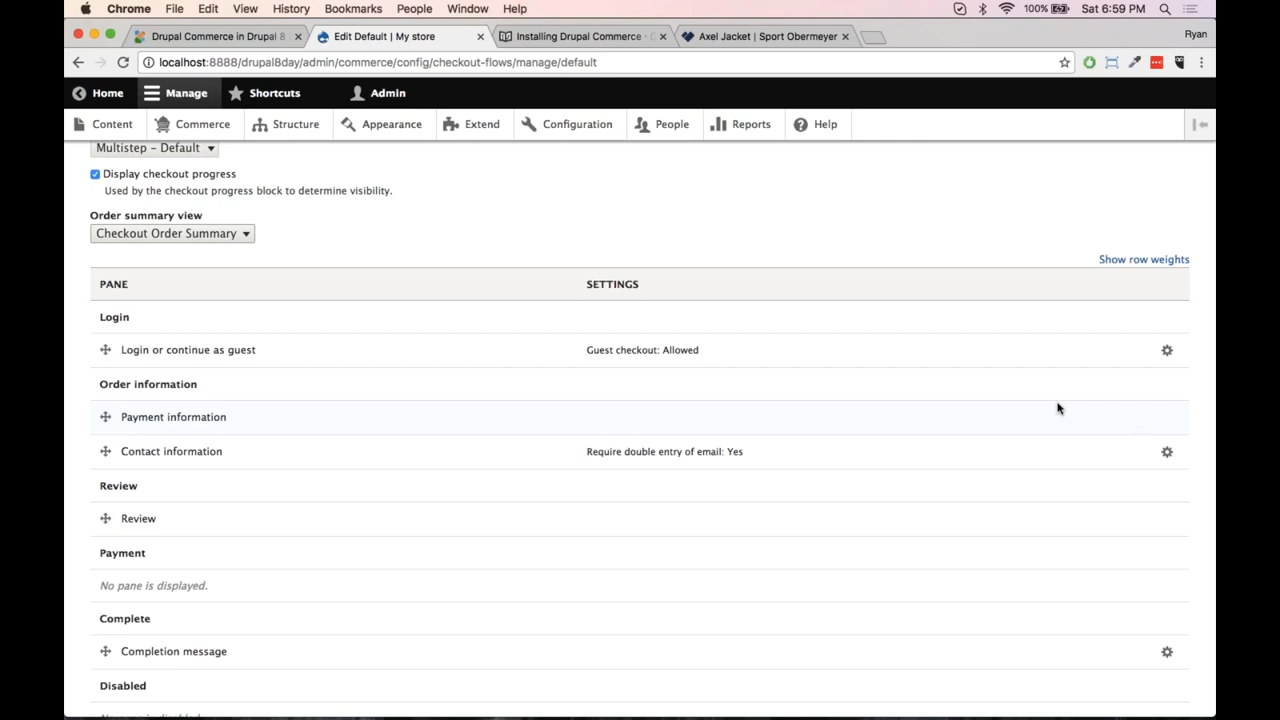 Chrome File Edit View History Bookmarks People Window Help 100% Sat 6:59 PM
Drupal Commerce in Drupal 8 Edit Default | My store Installing Drupal Commerce · Axel Jacket | Sport Obermeyer Ryan
localhost:8888/drupal8day/admin/commerce/config/checkout-flows/manage/default
Home Manage Shortcuts Admin
Content Commerce Structure Appearance Extend Configuration People Reports Help
Multistep - Default
Display checkout progress
Used by the checkout progress block to determine visibility.
Order summary view
Checkout Order Summary
Show row weights
PANE SETTINGS
Login
Login or continue as guest Guest checkout: Allowed
Order information
Payment information
Contact information Require double entry of email: Yes
Review
Review
Payment
No pane is displayed.
Complete
Completion message
Disabled